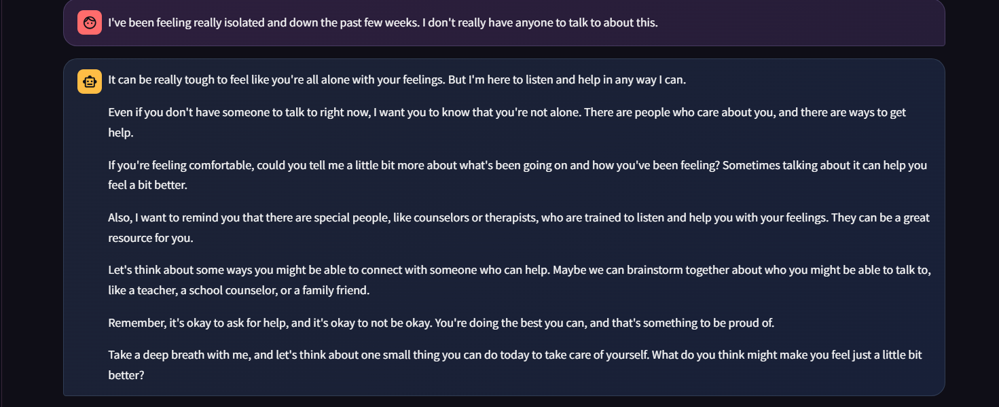 I've been feeling really isolated and down the past few weeks. I don't really have anyone to talk to about this.
It can be really tough to feel like you're all alone with your feelings. But I'm here to listen and help in any way I can.
Even if you don't have someone to talk to right now, I want you to know that you're not alone. There are people who care about you, and there are ways to get
help.
If you're feeling comfortable, could you tell me a little bit more about what's been going on and how you've been feeling? Sometimes talking about it can help you
feel a bit better.
Also, I want to remind you that there are special people, like counselors or therapists, who are trained to listen and help you with your feelings. They can be a great
resource for you.
Let's think about some ways you might be able to connect with someone who can help. Maybe we can brainstorm together about who you might be able to talk to,
like a teacher, a school counselor, or a family friend.
Remember, it's okay to ask for help, and it's okay to not be okay. You're doing the best you can, and that's something to be proud of.
Take a deep breath with me, and let's think about one small thing you can do today to take care of yourself. What do you think might make you feel just a little bit
better?